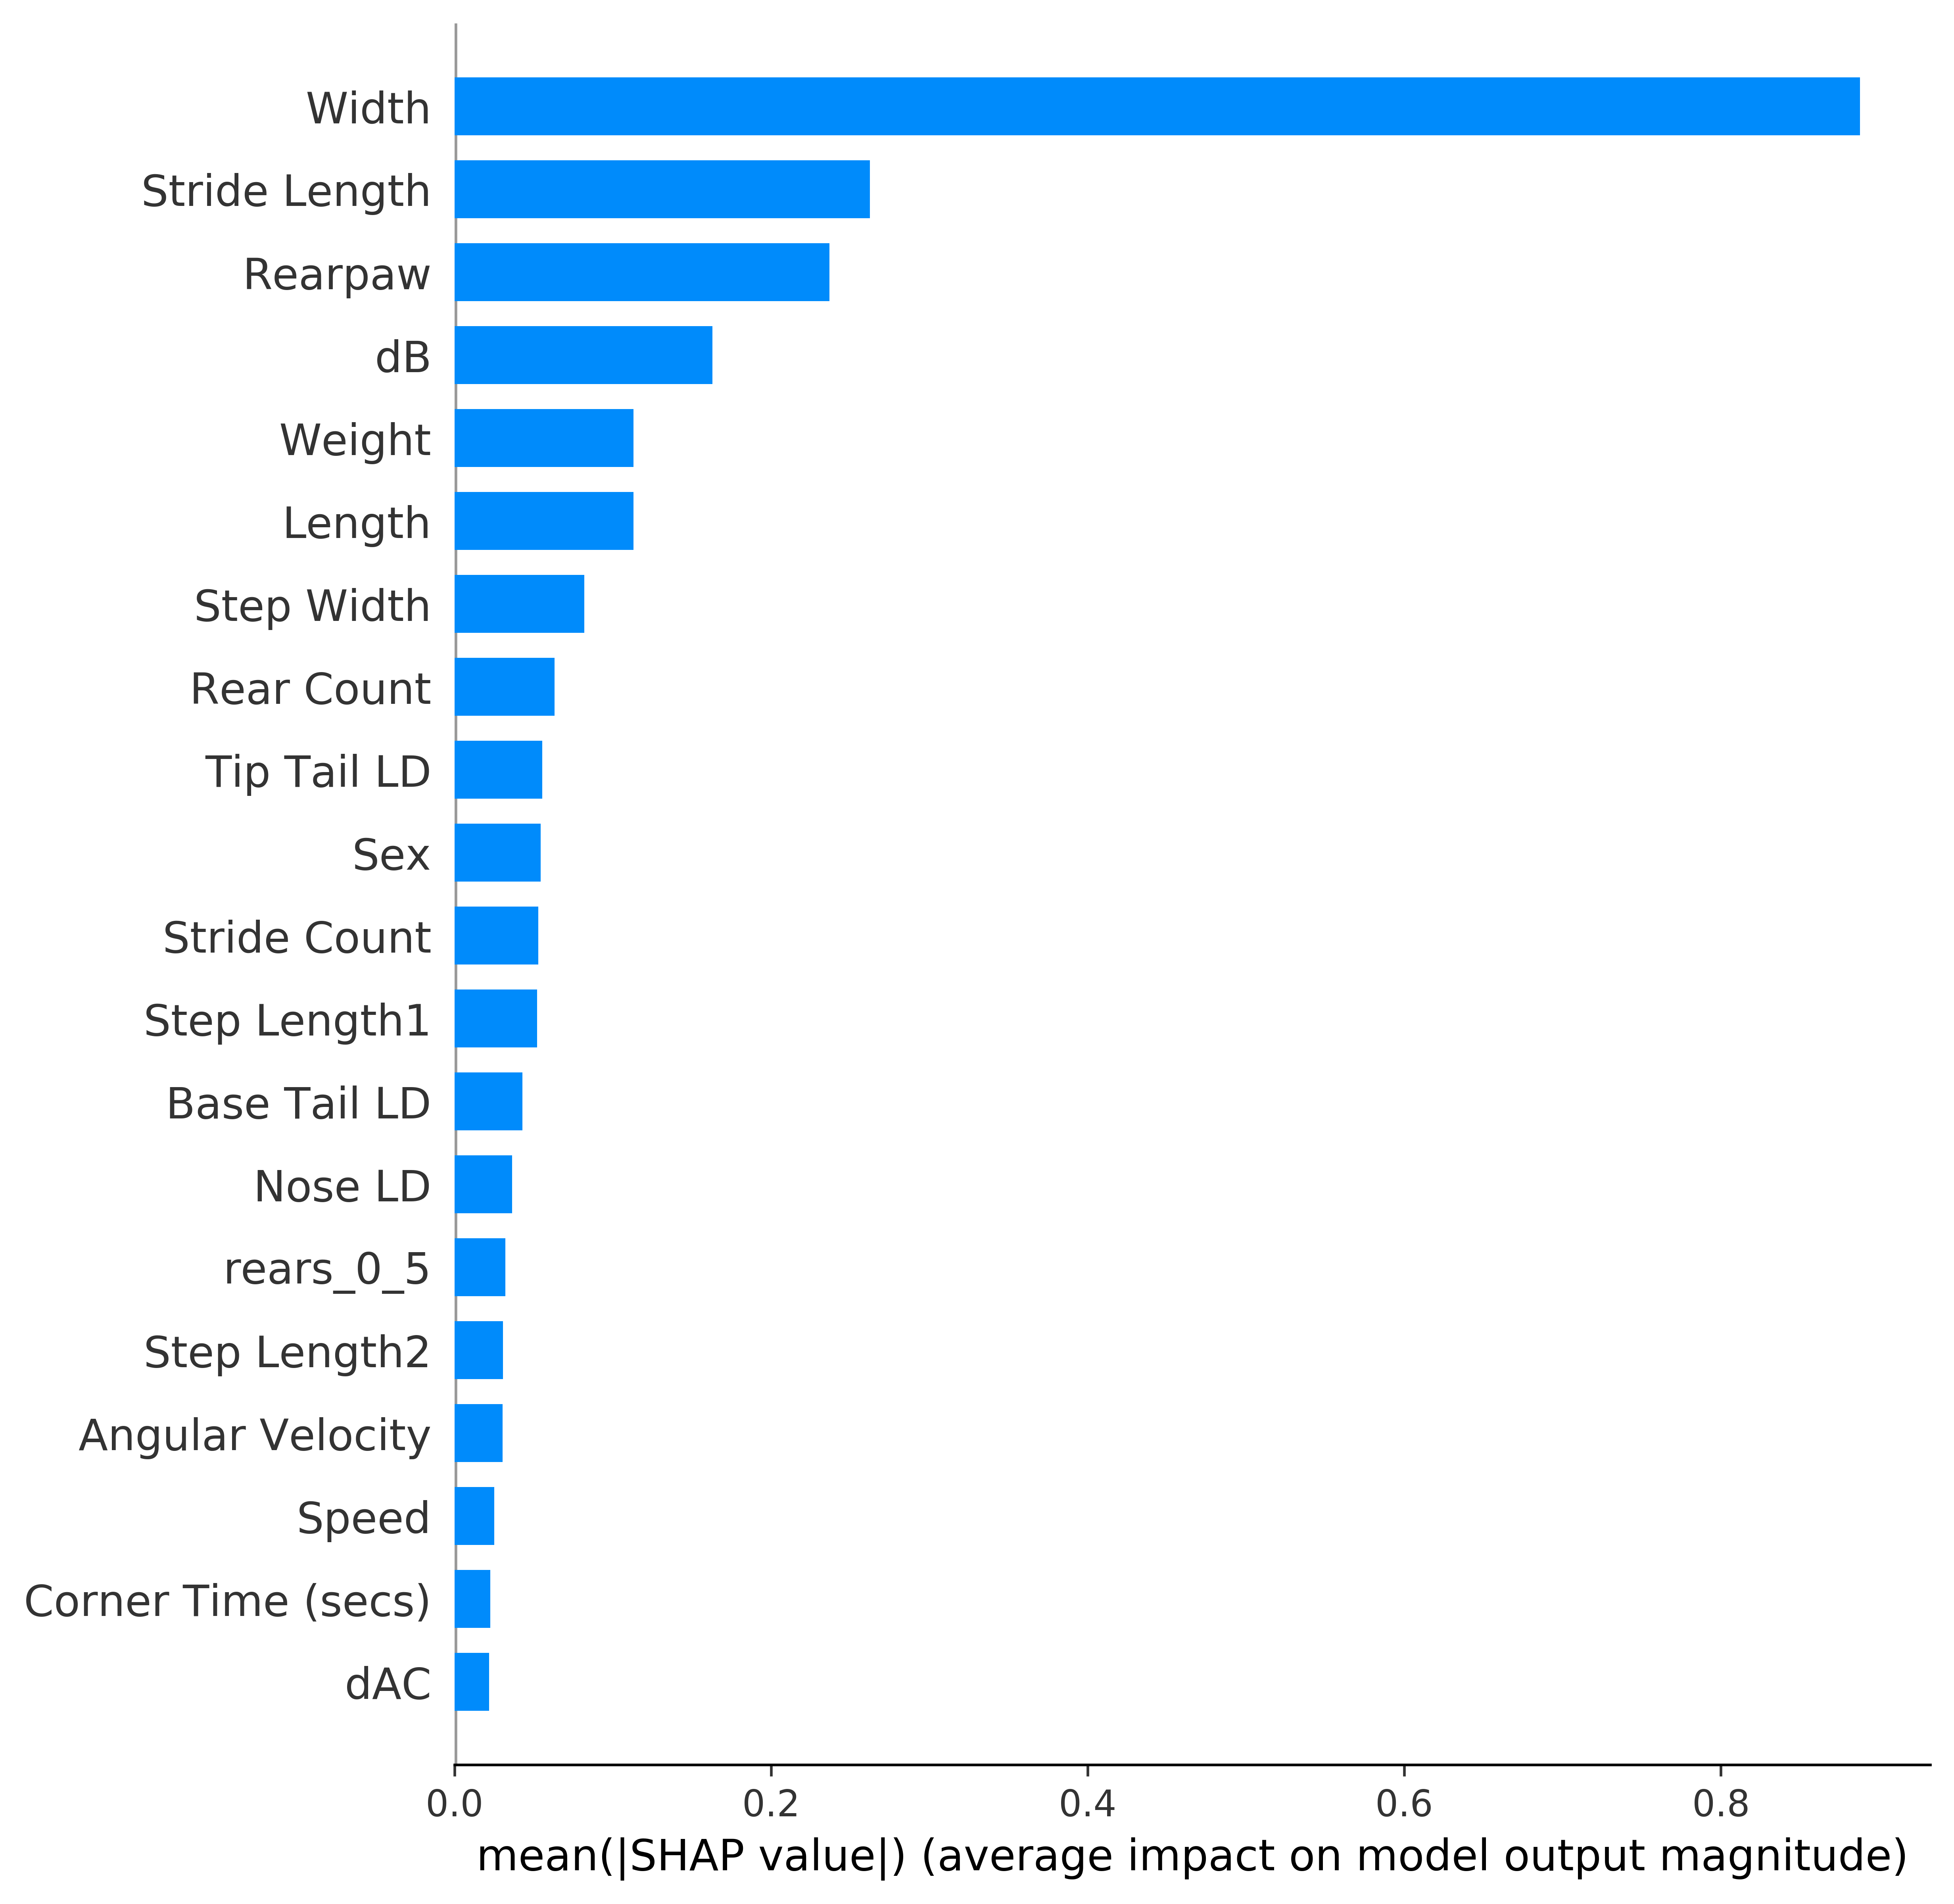 Width
Stride Length
Rearpaw
dB
Weight
Length
Step Width
Rear Count
Tip Tail LD
Sex
Stride Count
Step Length1
Base Tail LD
Nose LD
rears_0_5
Step Length2
Angular Velocity
Speed
Corner Time (secs)
dAC
0.0 0.2 0.4 0.6 0.8
mean(|SHAP value|) (average impact on model output magnitude)